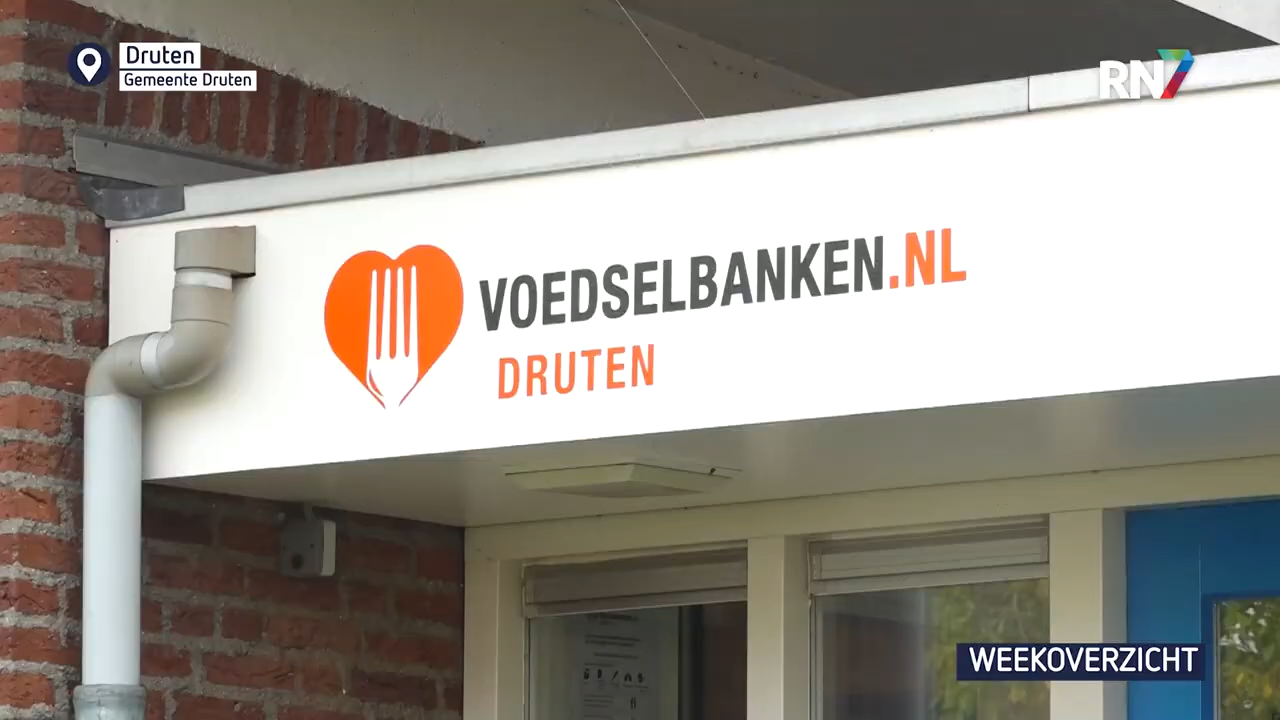 Druten
Gemeente Druten
RN7
VOEDSELBANKEN.NL
DRUTEN
WEEKOVERZICHT